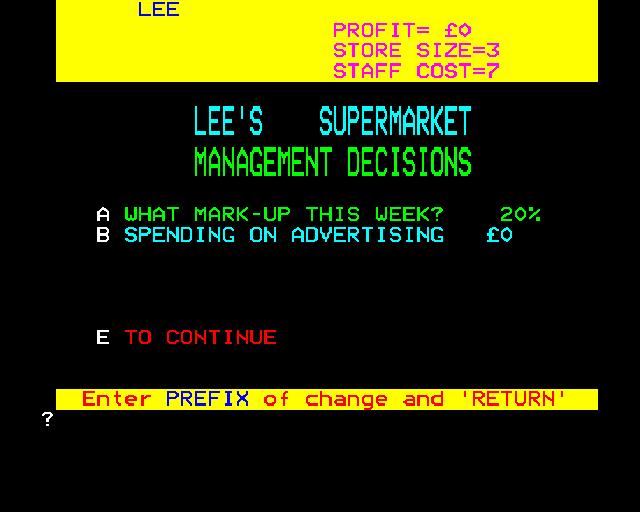 LEE
PROFIT= £0
STORE SIZE=3
STAFF COST=7
LEE'S SUPERMARKET
MANAGEMENT DECISIONS
A WHAT MARK-UP THIS WEEK? 20%
B SPENDING ON ADVERTISING £0
E TO CONTINUE
Enter PREFIX of change and 'RETURN'
?